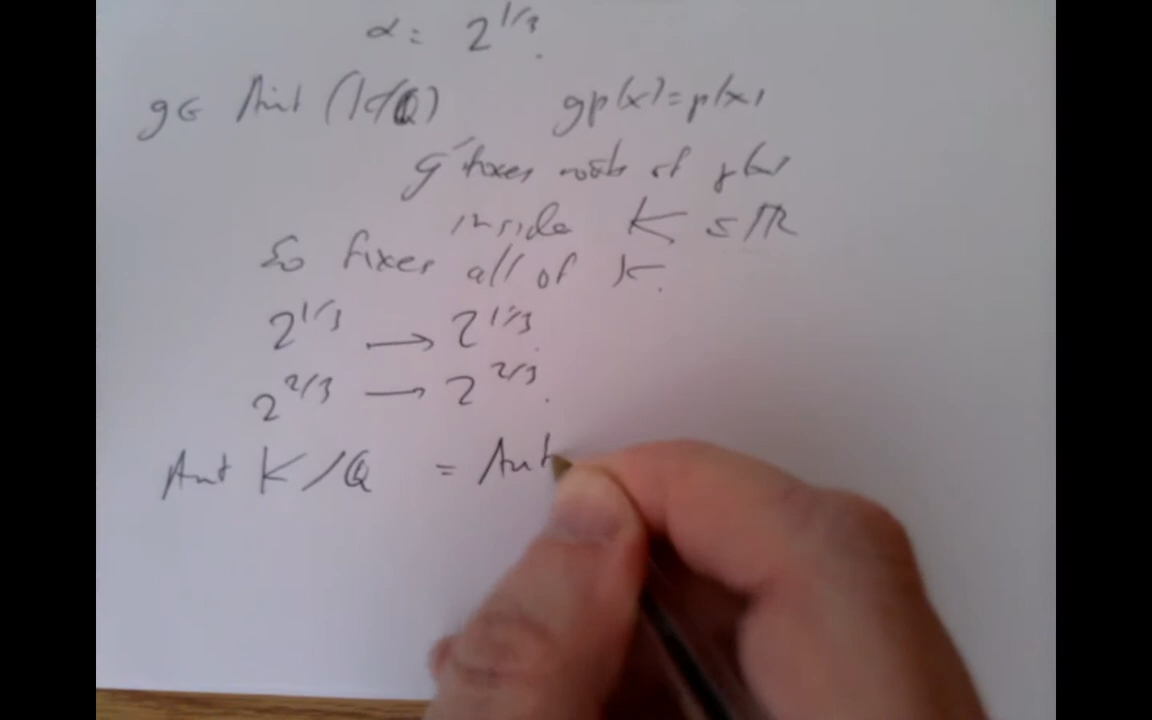 α = 2^{1/3}.
g ∈ Aut (K/Q) gp(x) = p(x)
g fixes roots of p(x)
inside K ⊆ R
So fixes all of K.
2^{1/3} → 2^{1/3}.
2^{2/3} → 2^{2/3}.
Aut K/Q = Aut